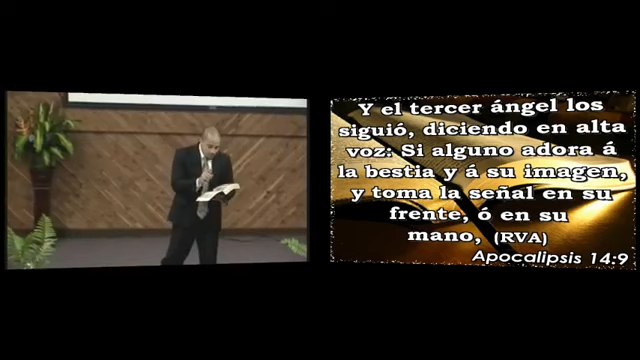 Y el tercer ángel los
siguió, diciendo en alta
voz: Si alguno adora á
la bestia y á su imagen,
y toma la señal en su
frente, ó en su
mano, (RVA)
Apocalipsis 14:9